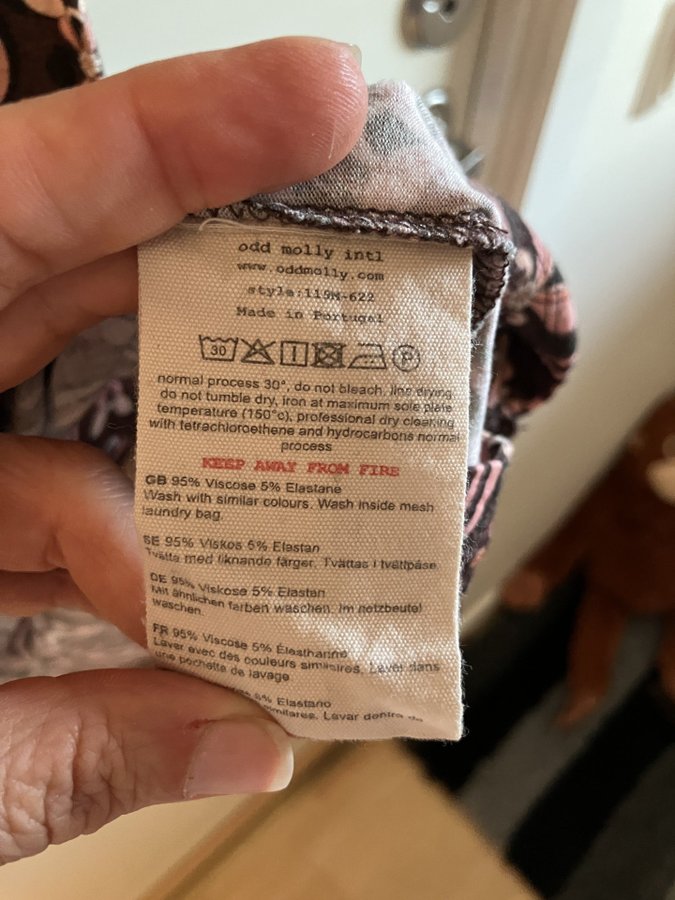 odd molly intl
www.oddmolly.com
style:115M-622
Made in Portugal
30 P
normal process 30°, do not bleach, line drying
do not tumble dry, iron at maximum sole plate
temperature (150°c), professional dry cleaning
with tetrachloroethene and hydrocarbons normal
process
KEEP AWAY FROM FIRE
GB 95% Viscose 5% Elastane
Wash with similar colours. Wash inside mesh
laundry bag.
SE 95% Viskos 5% Elastan
Tvätta med liknande färger. Tvättas i tvättpåse
DE 95% Viskose 5% Elastan
Mit ähnlichen farben waschen. Im netzbeutel
waschen.
FR 95% Viscose 5% Élasthanne
Laver avec des couleurs similaires. Laver dans
une pochette de lavage
5% Elastano
similares. Lavar dentro